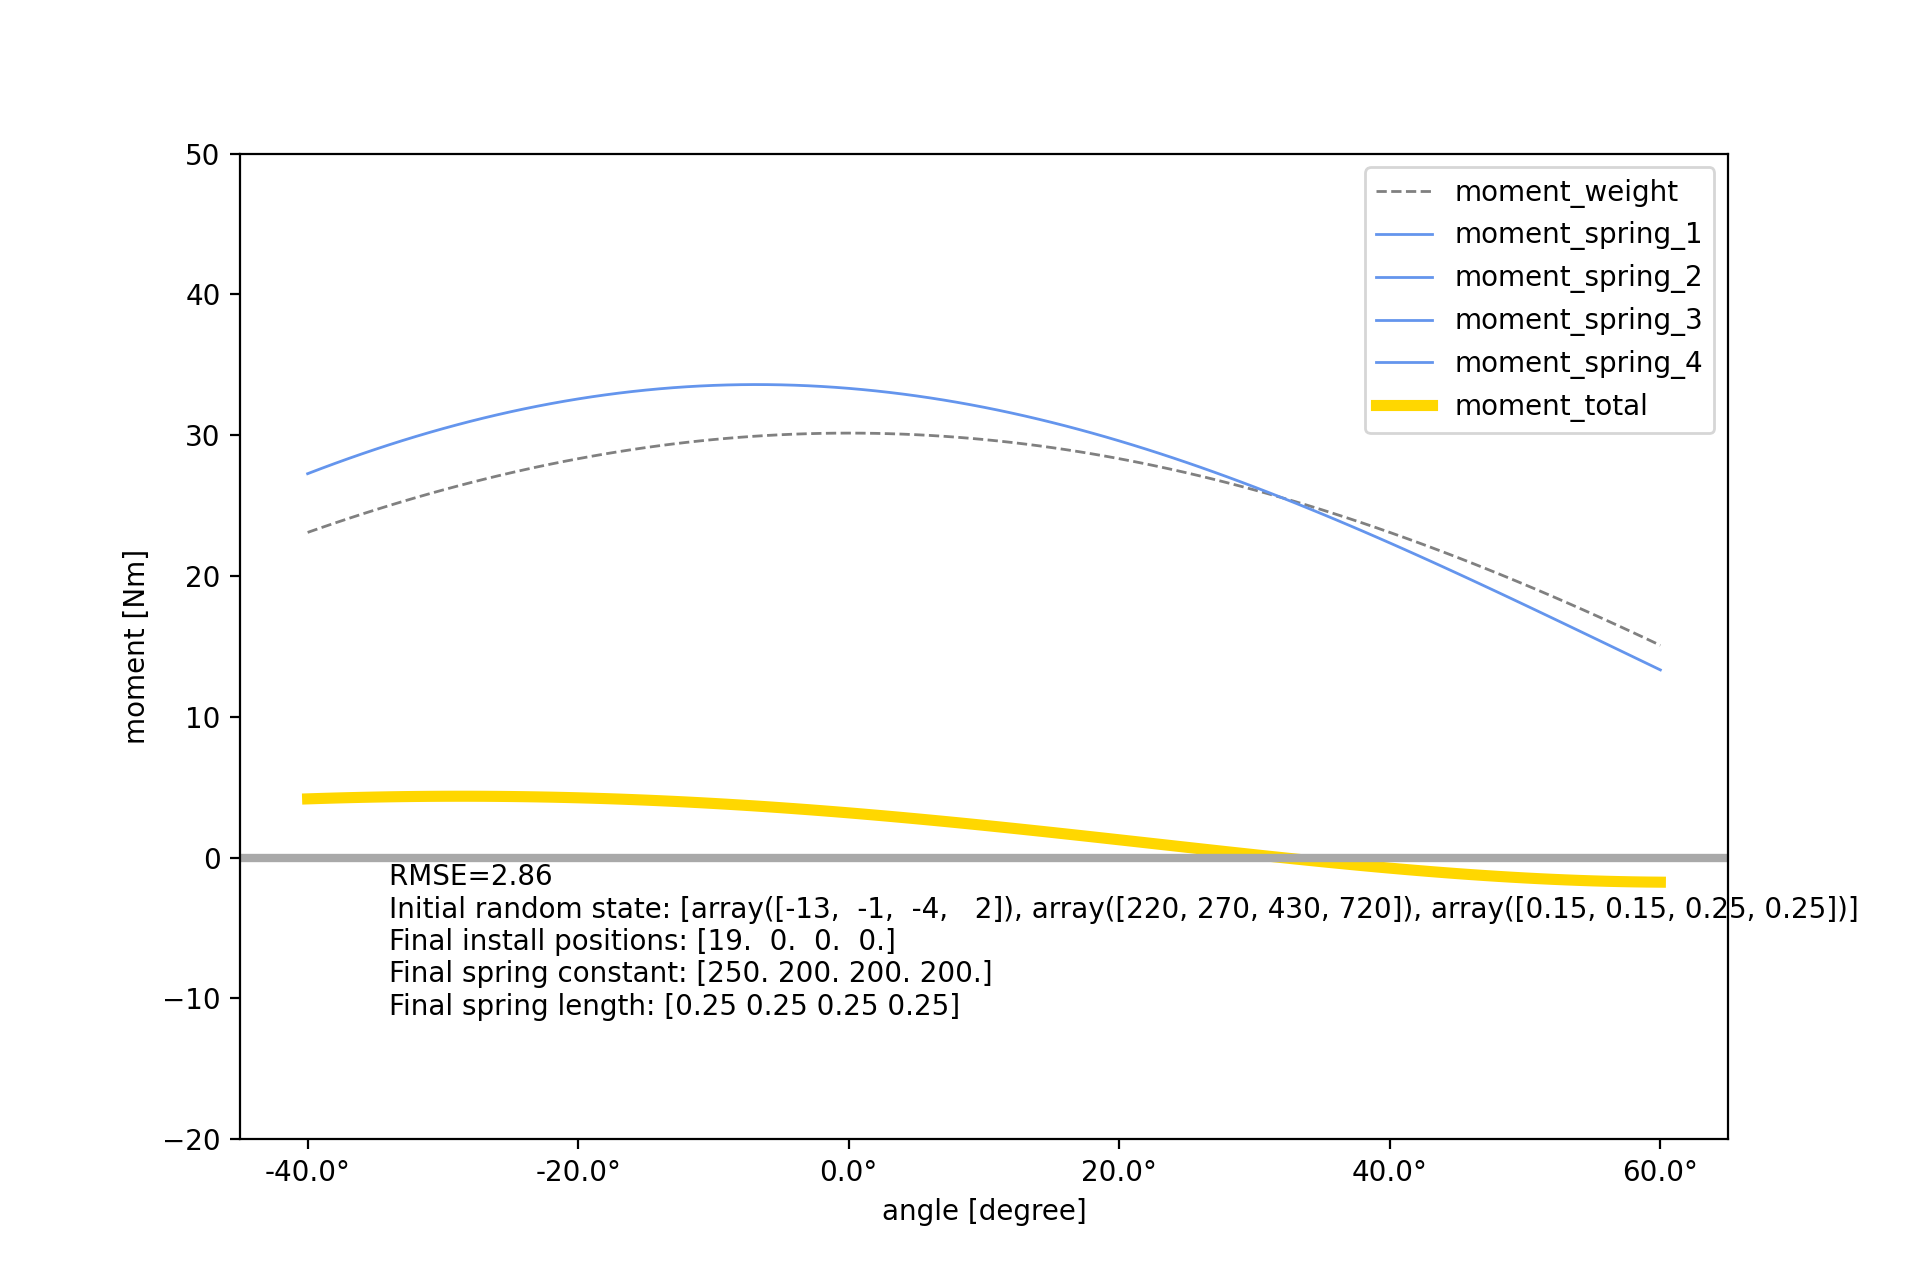 50
40
30
20
10
0
−10
−20
moment [Nm]
moment_weight
moment_spring_1
moment_spring_2
moment_spring_3
moment_spring_4
moment_total
RMSE=2.86
Initial random state: [array([-13,  -1,  -4,   2]), array([220, 270, 430, 720]), array([0.15, 0.15, 0.25, 0.25])]
Final install positions: [19.  0.  0.  0.]
Final spring constant: [250. 200. 200. 200.]
Final spring length: [0.25 0.25 0.25 0.25]
-40.0° -20.0° 0.0° 20.0° 40.0° 60.0°
angle [degree]